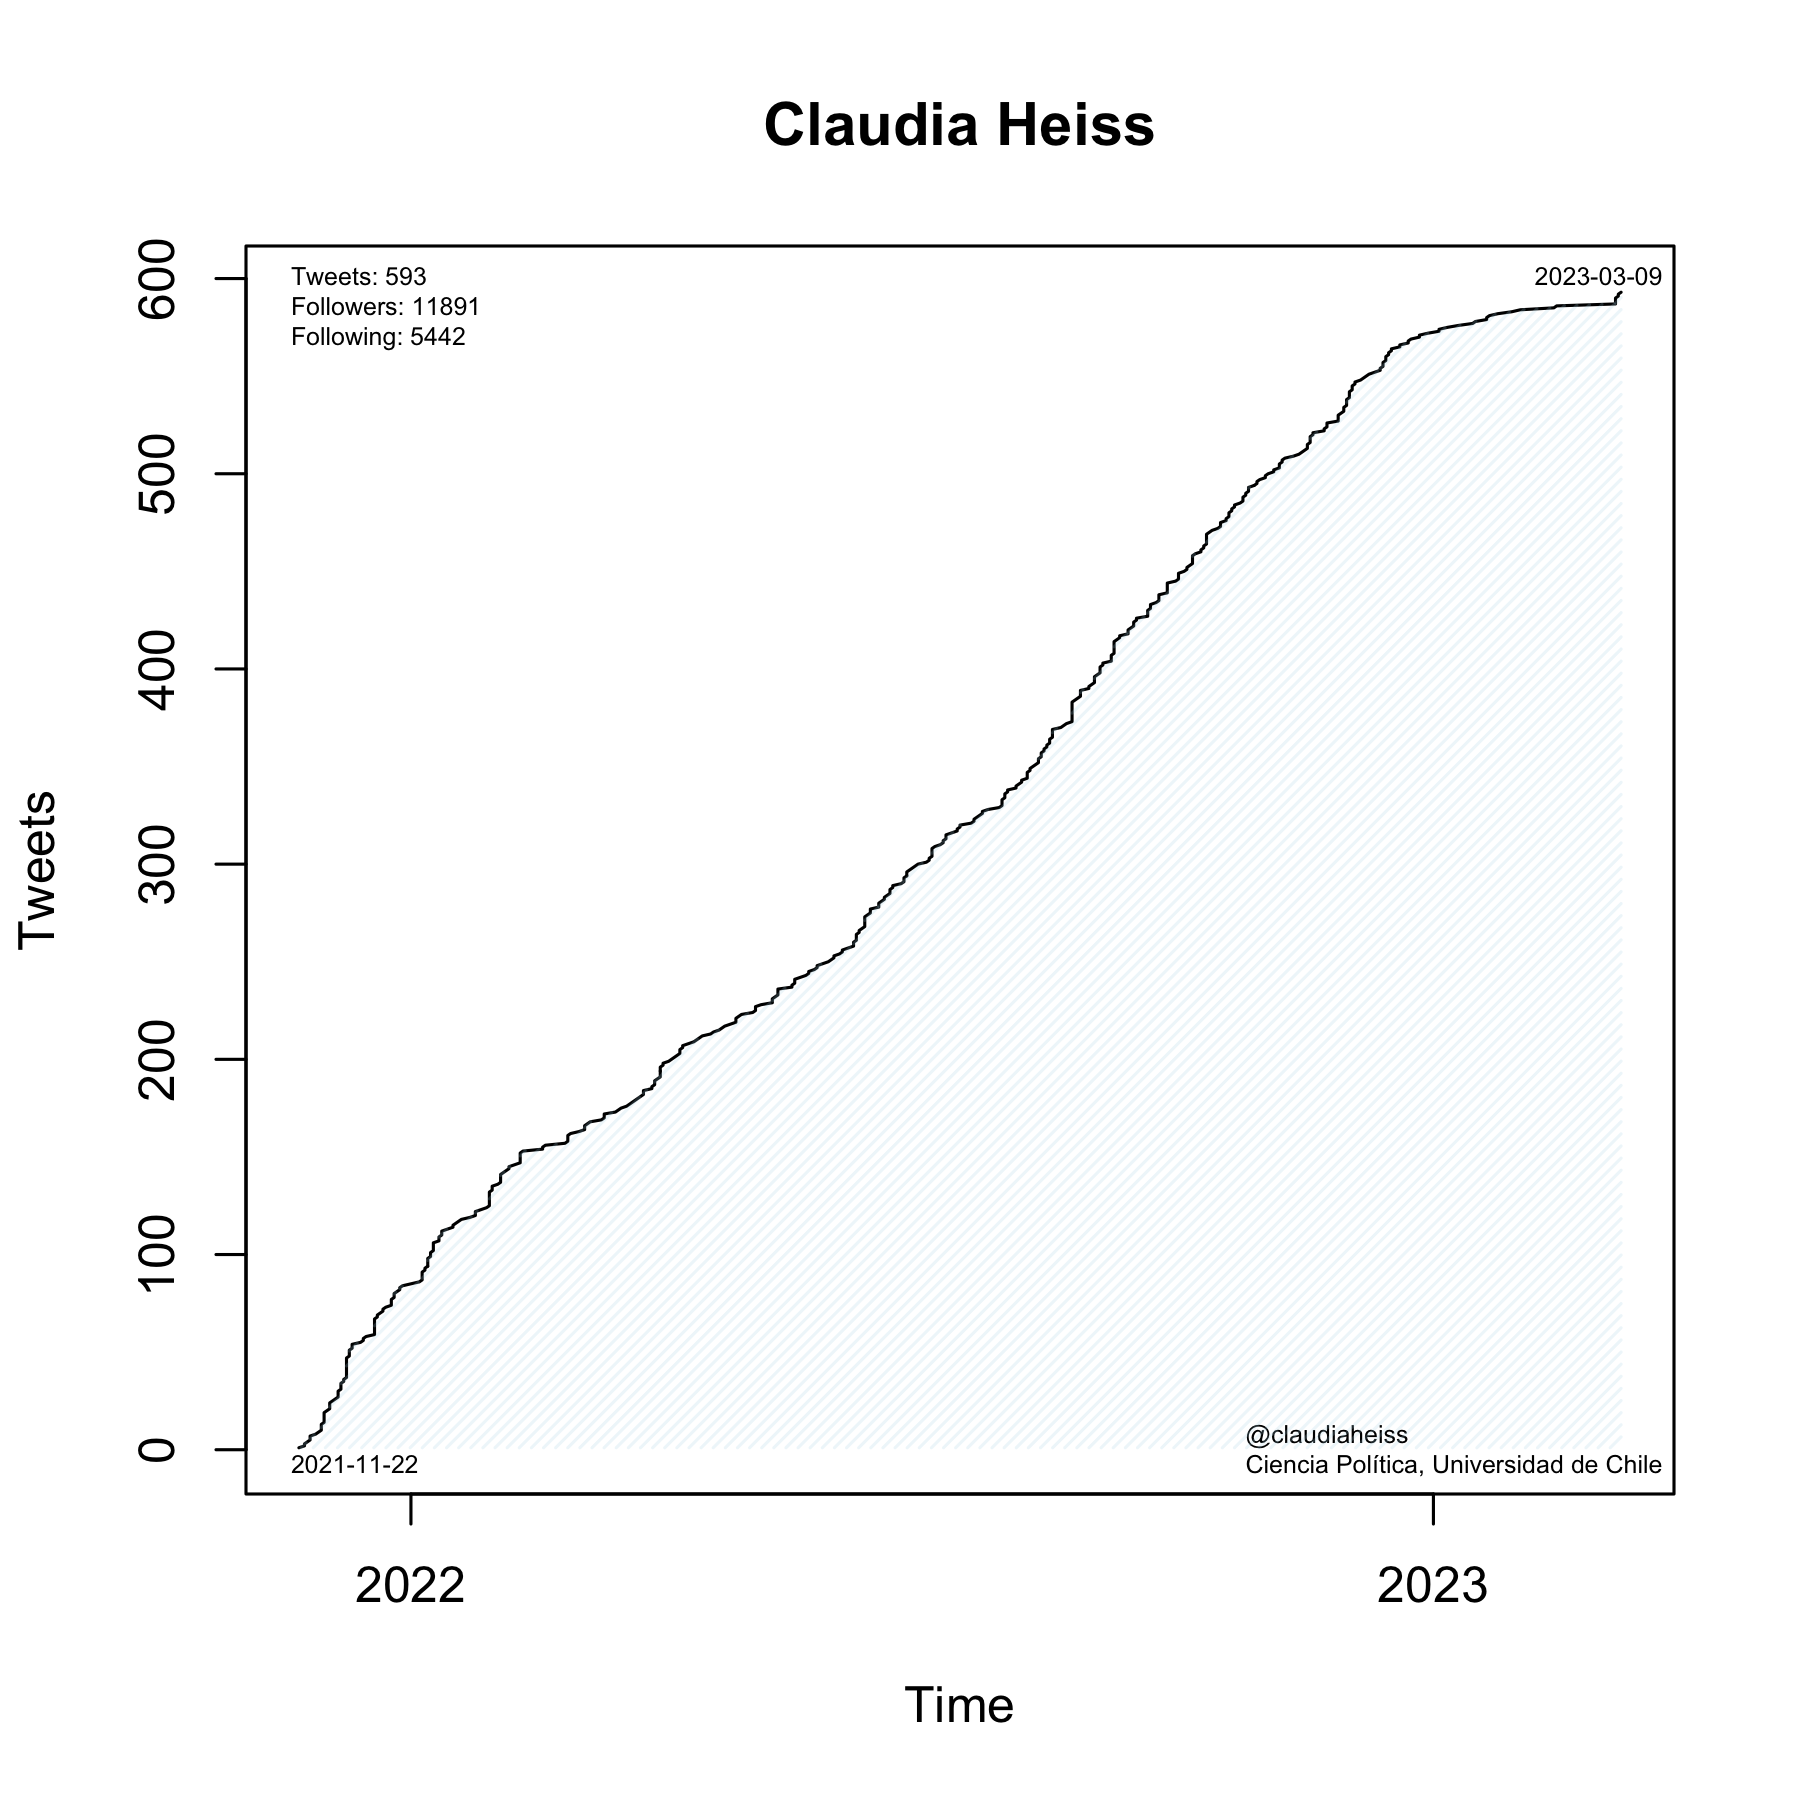 Claudia Heiss
Tweets: 593
Followers: 11891
Following: 5442
2023-03-09
600
500
400
300
200
100
0
Tweets
@claudiaheiss
Ciencia Política, Universidad de Chile
2021-11-22
2022
2023
Time